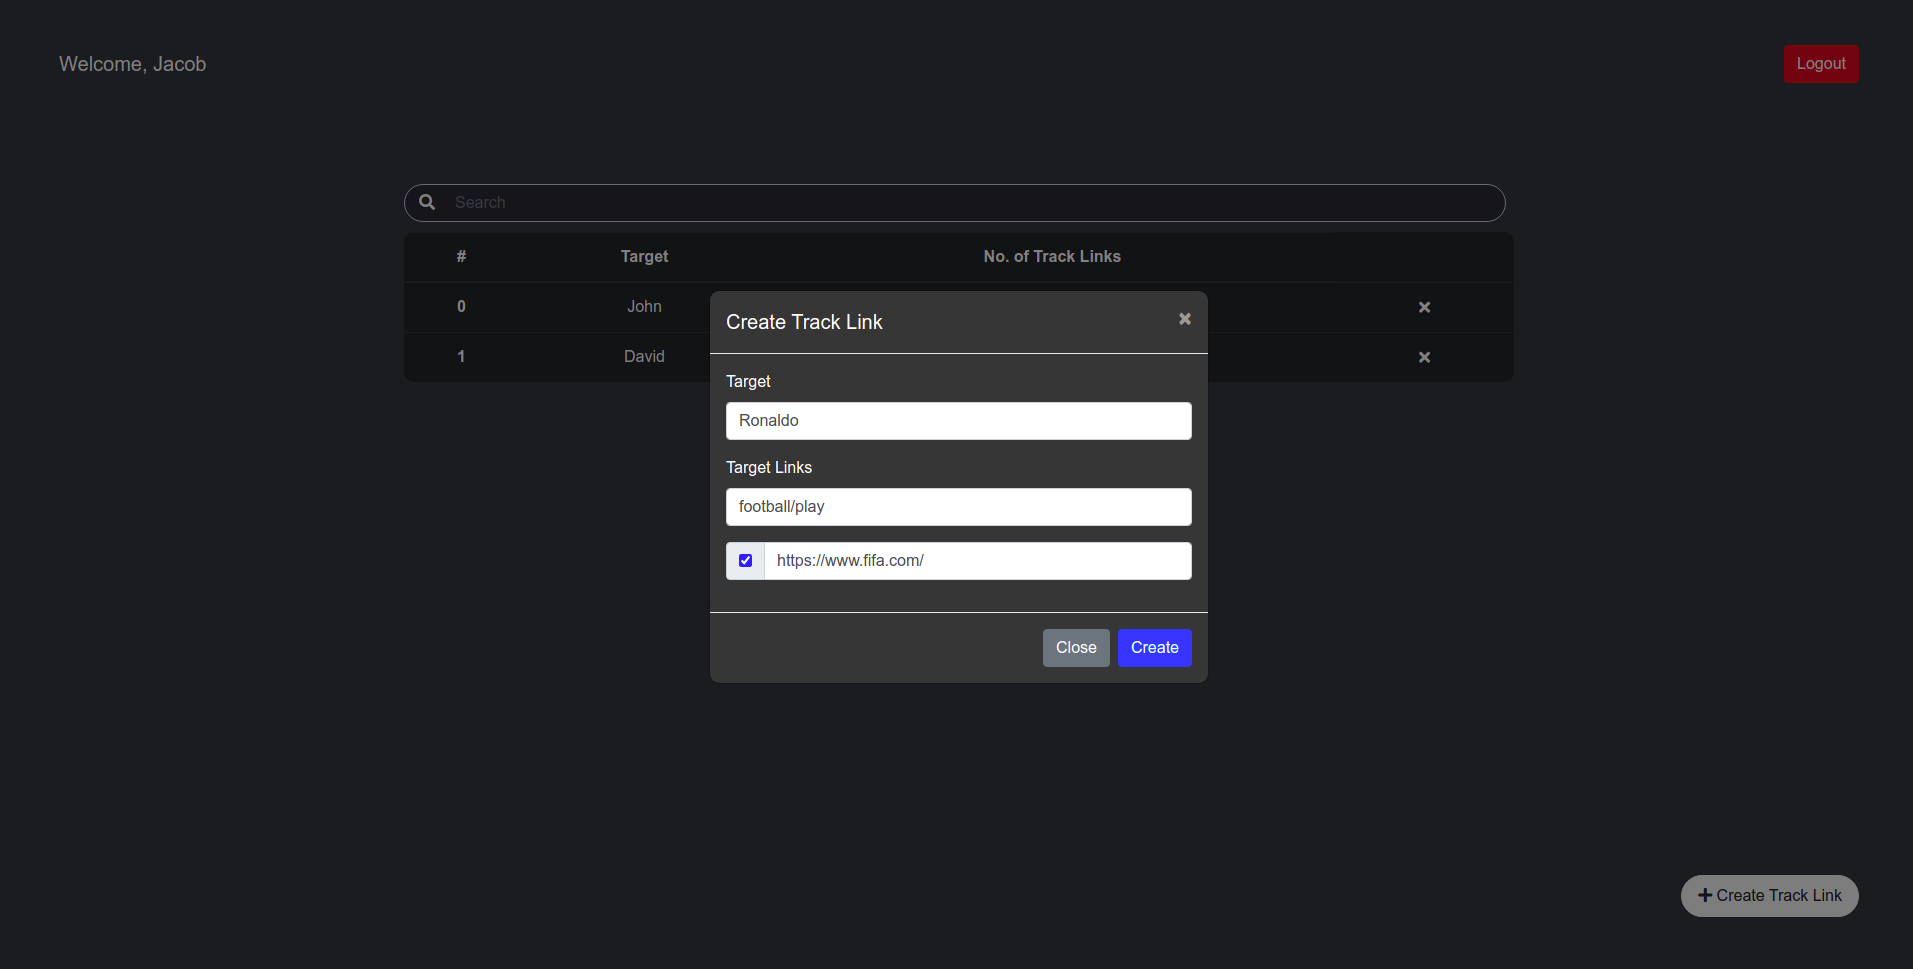 Welcome, Jacob
Logout
Search
# Target No. of Track Links
0 John
1 David
Create Track Link
Target
Ronaldo
Target Links
football/play
https://www.fifa.com/
Close Create
Create Track Link